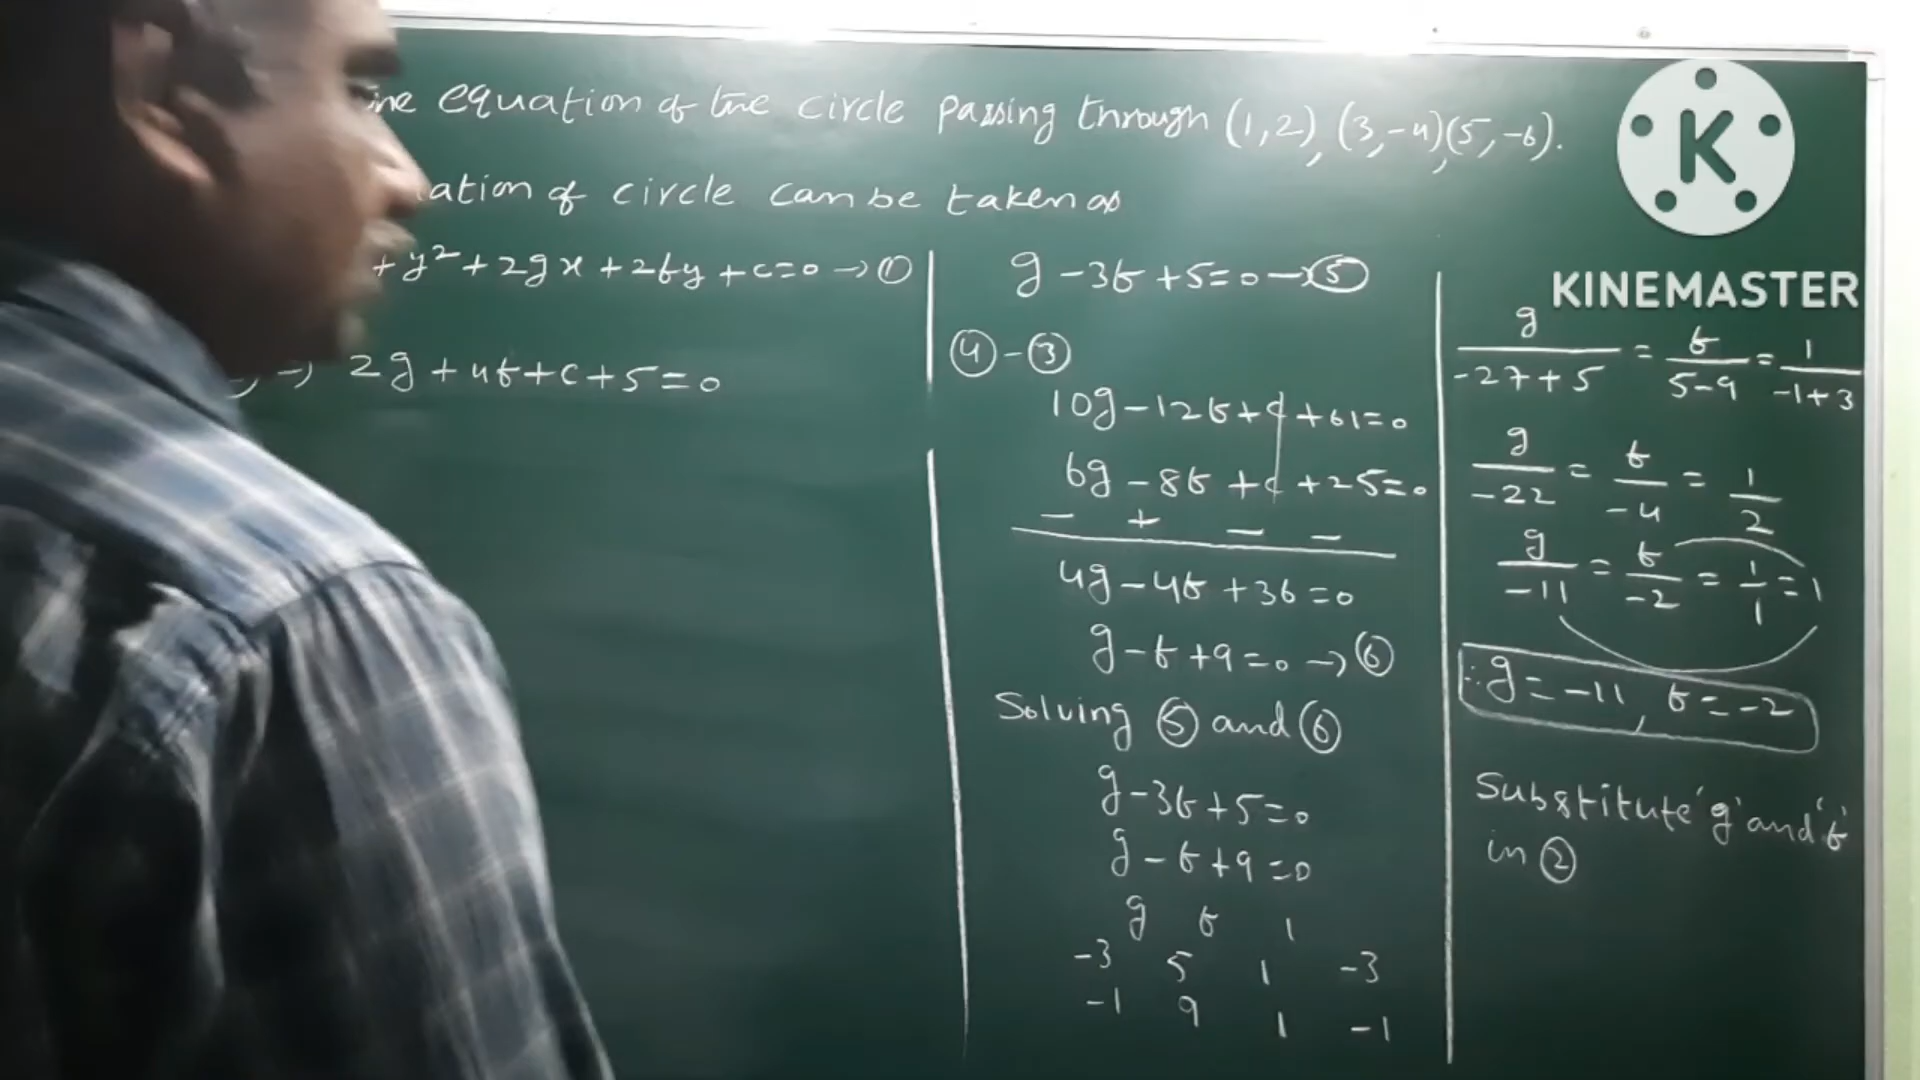 equation of the circle passing through (1,2), (3,-4), (5,-6).
ation of circle can be taken as
+y²+2gx+2fy+c=0→①
→ 2g+4f+c+5=0
g-3f+5=0→⑤
④-③
10g-12f+c+61=0
6g-8f+c+25=0
- + - -
4g-4f+36=0
g-f+9=0→⑥
Solving ⑤ and ⑥
g-3f+5=0
g-f+9=0
g f 1
-3 5 1 -3
-1 9 1 -1
KINEMASTER
g/(-27+5) = f/(5-9) = 1/(-1+3)
g/-22 = f/-4 = 1/2
g/-11 = f/-2 = 1/1 = 1
∴g=-11, f=-2
Substitute 'g' and 'f'
in ②